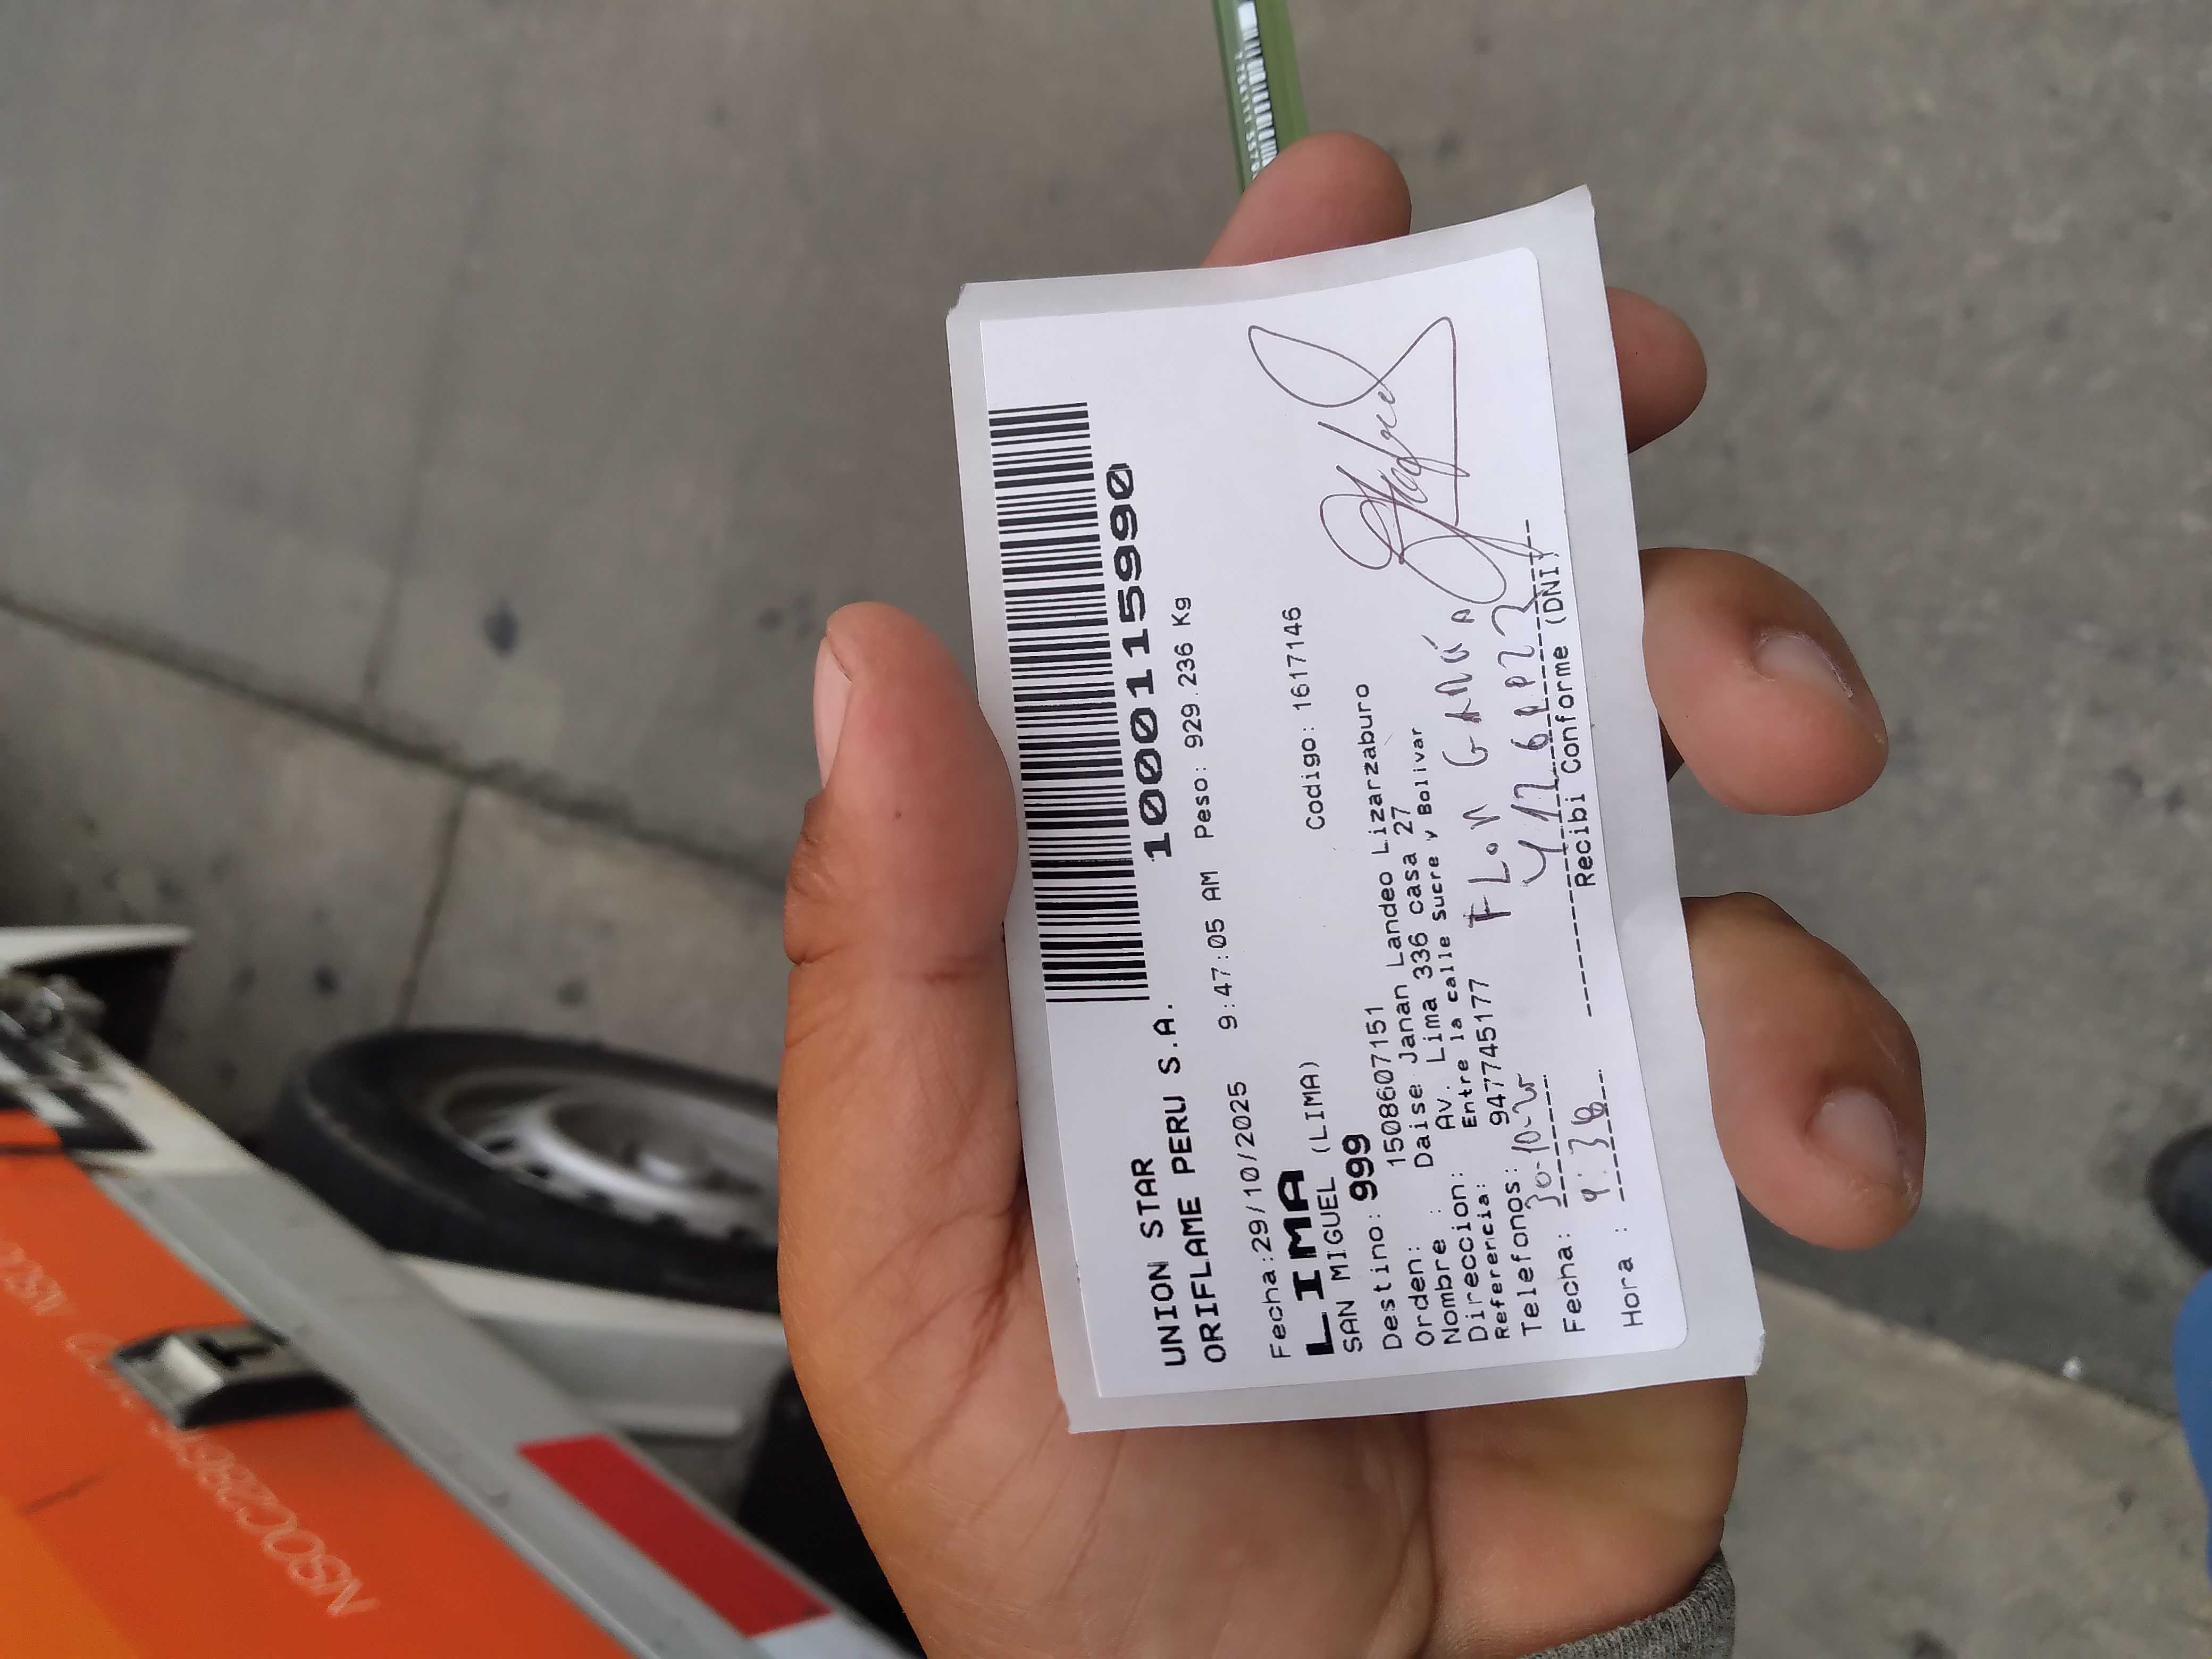 UNION STAR
ORIFLAME PERU S.A.
10001115990
Fecha:29/10/2025 9:47:05 AM Peso: 929.236 Kg
LIMA
SAN MIGUEL (LIMA) Codigo: 1617146
Destino: 999
Orden: 1508607151
Nombre : Daise Janan Landeo Lizarzaburo
Direccion: Av. Lima 336 casa 27
Referencia: Entre la calle sucre y Bolivar
Telefonos: 947745177
FLOR
Fecha: 30-10-25
Hora : 9:38
Recibi Conforme (DNI)